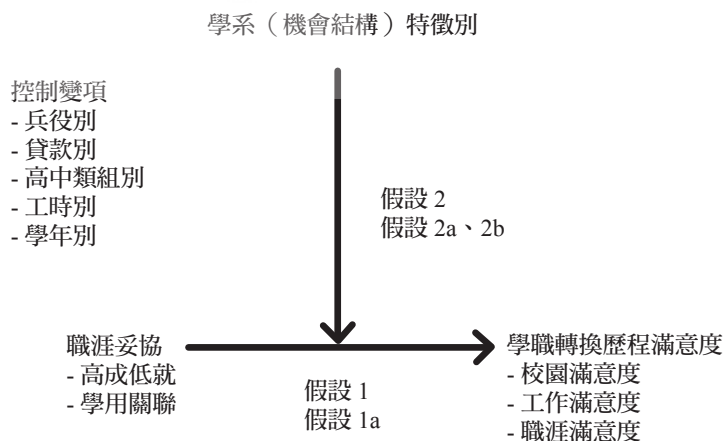 學系（機會結構）特徵別
控制變項
- 兵役別
- 貸款別
- 高中類組別
- 工時別
- 學年別
假設 2
假設 2a、2b
職涯妥協
- 高成低就
- 學用關聯
假設 1
假設 1a
學職轉換歷程滿意度
- 校園滿意度
- 工作滿意度
- 職涯滿意度